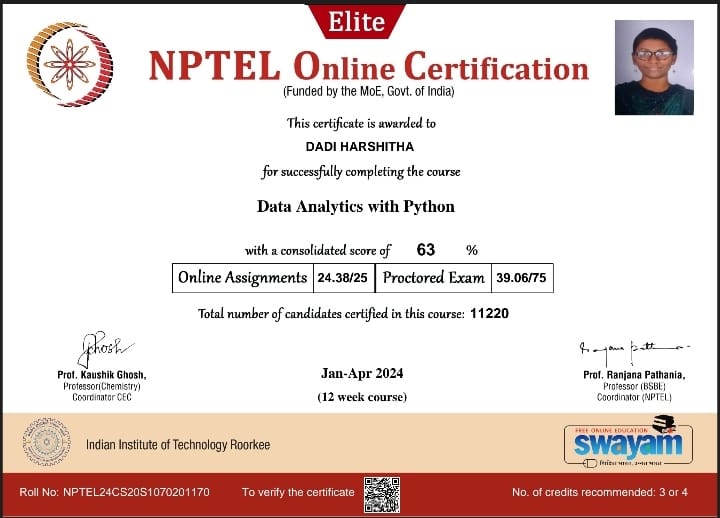 Elite
NPTEL Online Certification
(Funded by the MoE, Govt. of India)
This certificate is awarded to
DADI HARSHITHA
for successfully completing the course
Data Analytics with Python
with a consolidated score of 63 %
Online Assignments 24.38/25 Proctored Exam 39.06/75
Total number of candidates certified in this course: 11220
Ghosh
Prof. Kaushik Ghosh,
Professor(Chemistry)
Coordinator CEC
Jan-Apr 2024
(12 week course)
Ranjana Pathania
Prof. Ranjana Pathania,
Professor (BSBE)
Coordinator (NPTEL)
Indian Institute of Technology Roorkee
FREE ONLINE EDUCATION
swayam
शिक्षित भारत, उन्नत भारत
Roll No: NPTEL24CS20S1070201170 To verify the certificate No. of credits recommended: 3 or 4